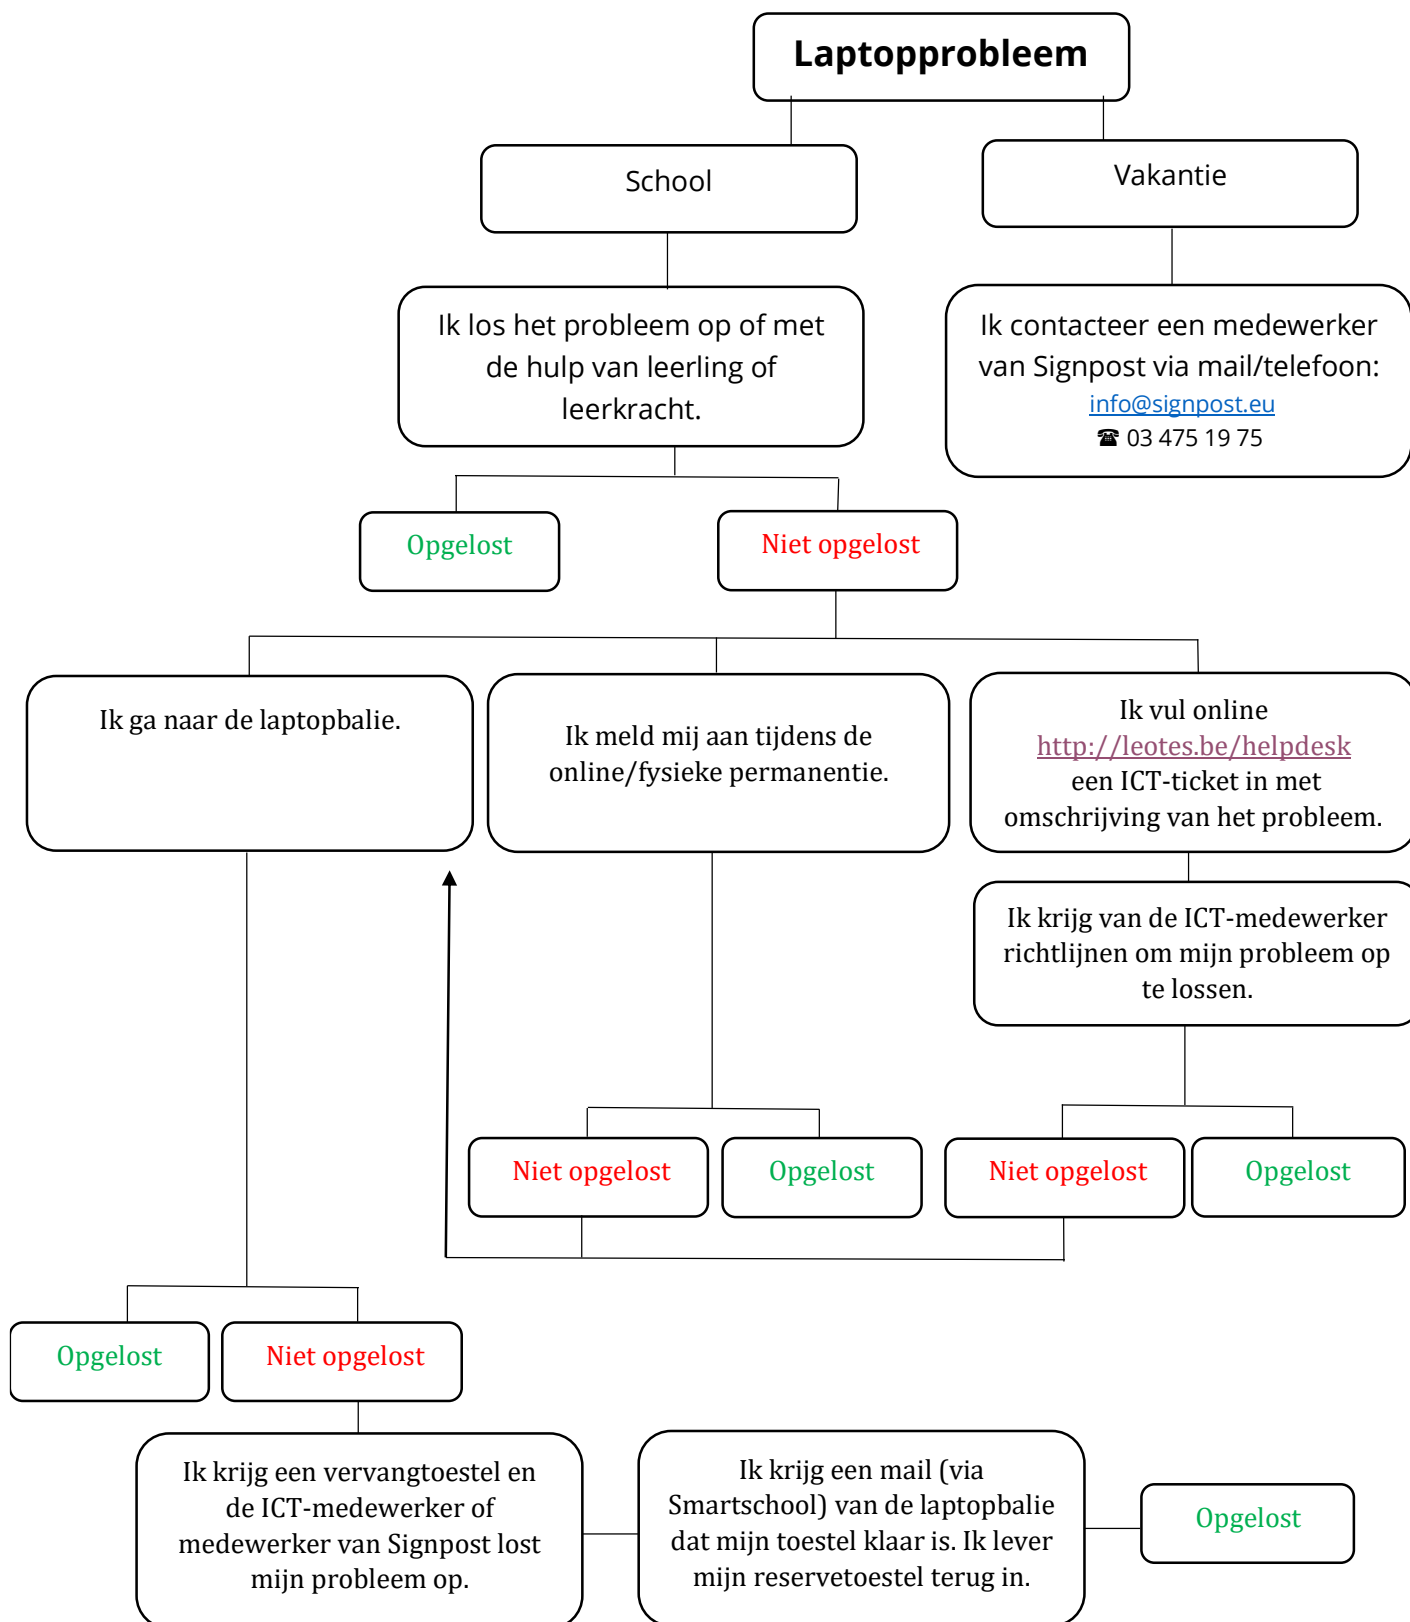 Laptopprobleem
School
Vakantie
Ik los het probleem op of met
de hulp van leerling of
leerkracht.
Ik contacteer een medewerker
van Signpost via mail/telefoon:
info@signpost.eu
☎ 03 475 19 75
Opgelost
Niet opgelost
Ik ga naar de laptopbalie.
Ik meld mij aan tijdens de
online/fysieke permanentie.
Ik vul online
http://leotes.be/helpdesk
een ICT-ticket in met
omschrijving van het probleem.
Ik krijg van de ICT-medewerker
richtlijnen om mijn probleem op
te lossen.
Niet opgelost
Opgelost
Niet opgelost
Opgelost
Opgelost
Niet opgelost
Ik krijg een vervangtoestel en
de ICT-medewerker of
medewerker van Signpost lost
mijn probleem op.
Ik krijg een mail (via
Smartschool) van de laptopbalie
dat mijn toestel klaar is. Ik lever
mijn reservetoestel terug in.
Opgelost